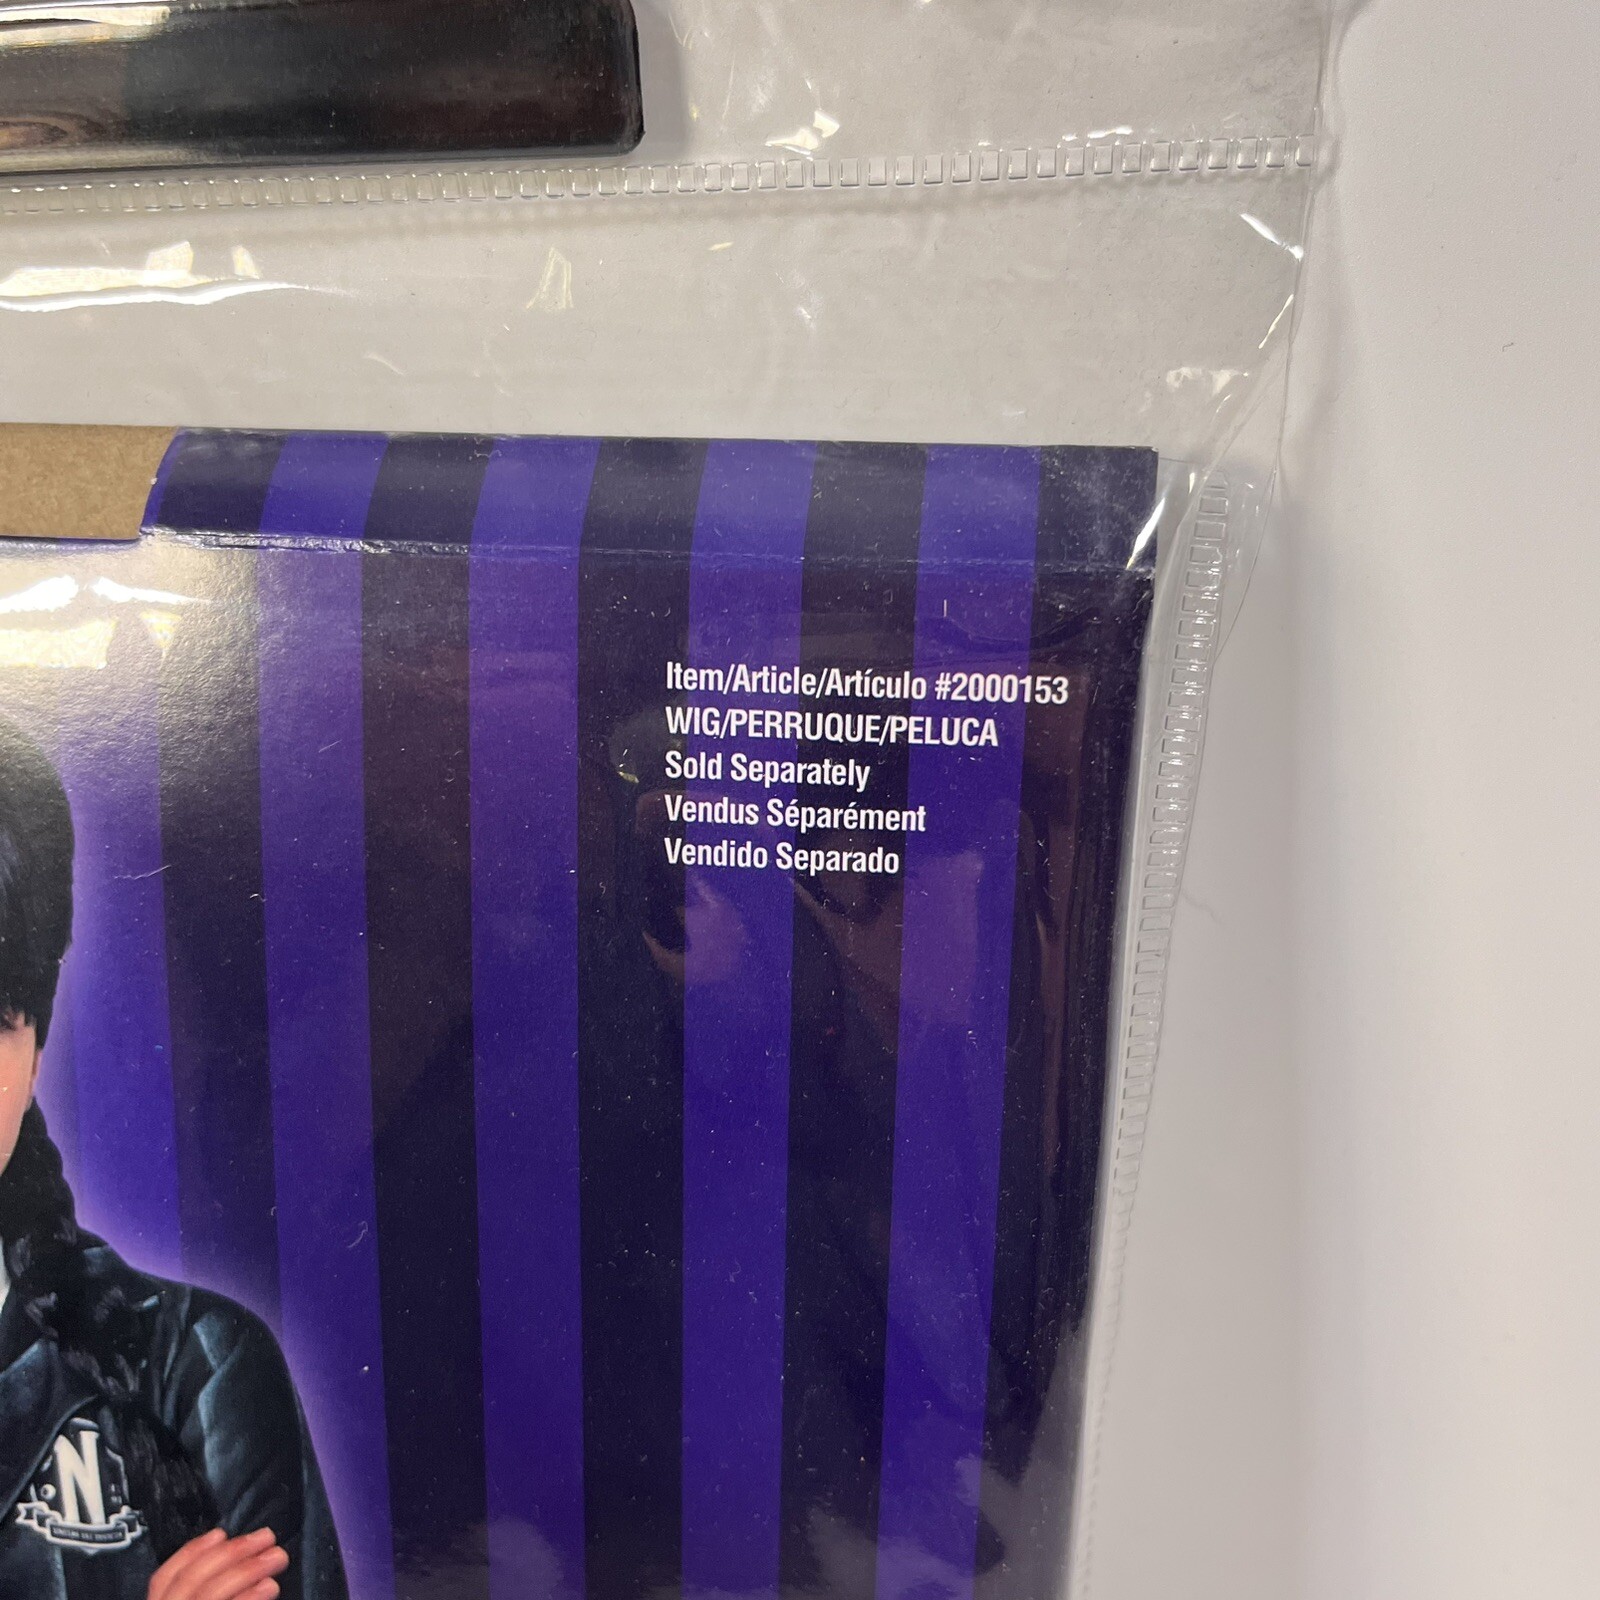 Item/Article/Artículo #2000153
WIG/PERRUQUE/PELUCA
Sold Separately
Vendus Séparément
Vendido Separado
N